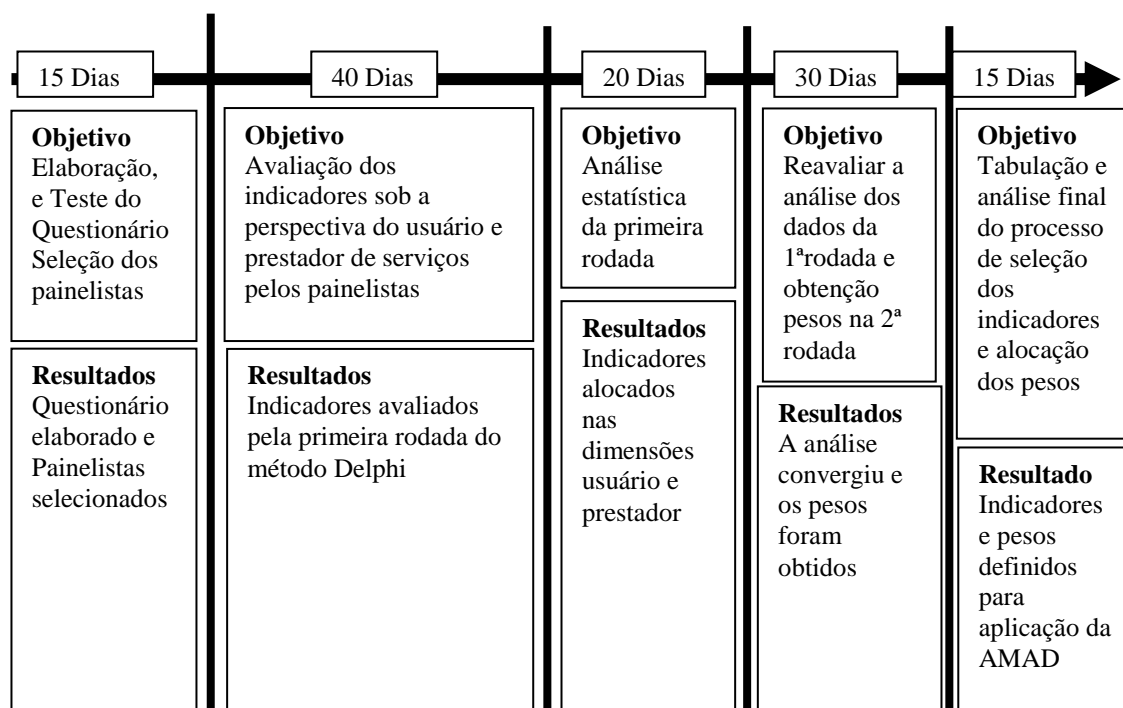 15 Dias
40 Dias
20 Dias
30 Dias
15 Dias
Objetivo
Elaboração,
e Teste do
Questionário
Seleção dos
painelistas
Resultados
Questionário
elaborado e
Painelistas
selecionados
Objetivo
Avaliação dos
indicadores sob a
perspectiva do usuário e
prestador de serviços
pelos painelistas
Resultados
Indicadores avaliados
pela primeira rodada do
método Delphi
Objetivo
Análise
estatística
da primeira
rodada
Resultados
Indicadores
alocados
nas
dimensões
usuário e
prestador
Objetivo
Reavaliar a
análise dos
dados da
1ªrodada e
obtenção
pesos na 2ª
rodada
Resultados
A análise
convergiu e
os pesos
foram
obtidos
Objetivo
Tabulação e
análise final
do processo
de seleção
dos
indicadores
e alocação
dos pesos
Resultado
Indicadores
e pesos
definidos
para
aplicação da
AMAD